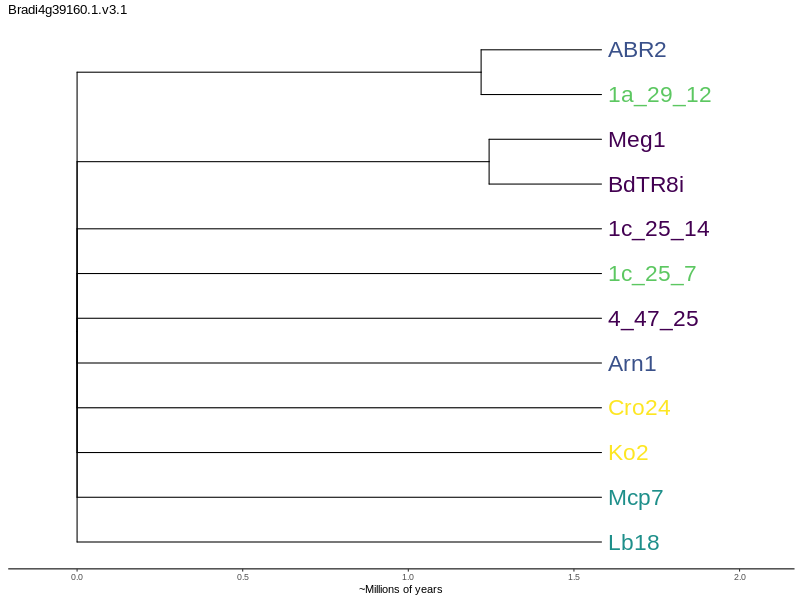 Bradi4g39160.1.v3.1
ABR2
1a_29_12
Meg1
BdTR8i
1c_25_14
1c_25_7
4_47_25
Arn1
Cro24
Ko2
Mcp7
Lb18
0.0 0.5 1.0 1.5 2.0
~Millions of years